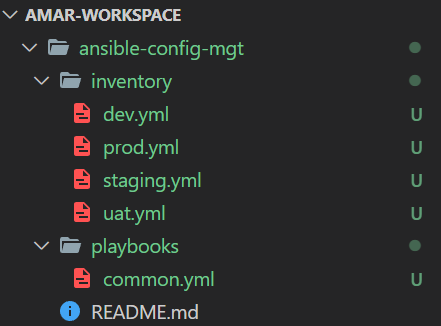 AMAR-WORKSPACE
ansible-config-mgt
inventory
dev.yml U
prod.yml U
staging.yml U
uat.yml U
playbooks
common.yml U
README.md